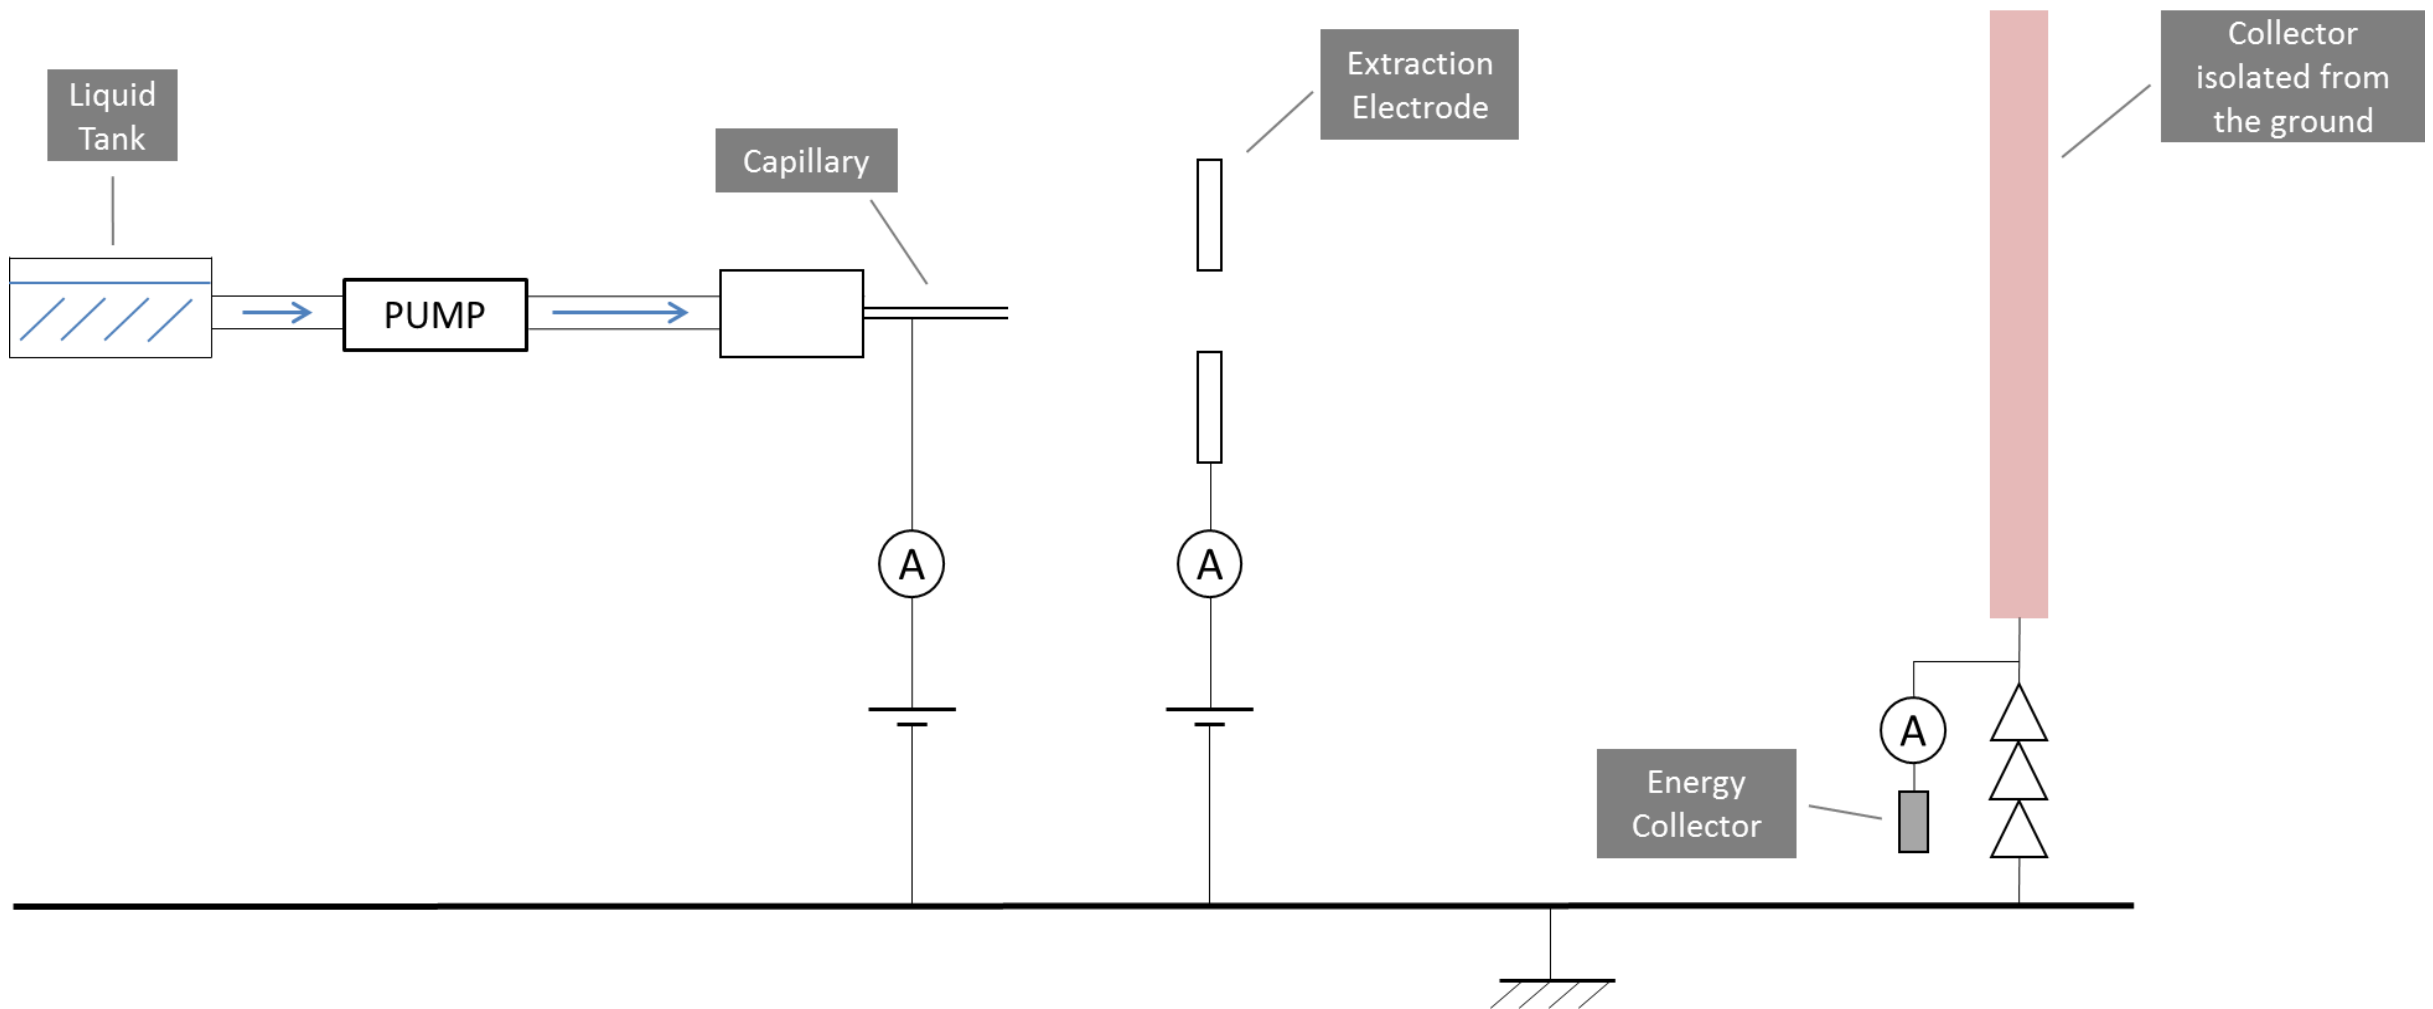 Liquid
Tank
PUMP
Capillary
Extraction
Electrode
Collector
isolated from
the ground
A
A
A
Energy
Collector